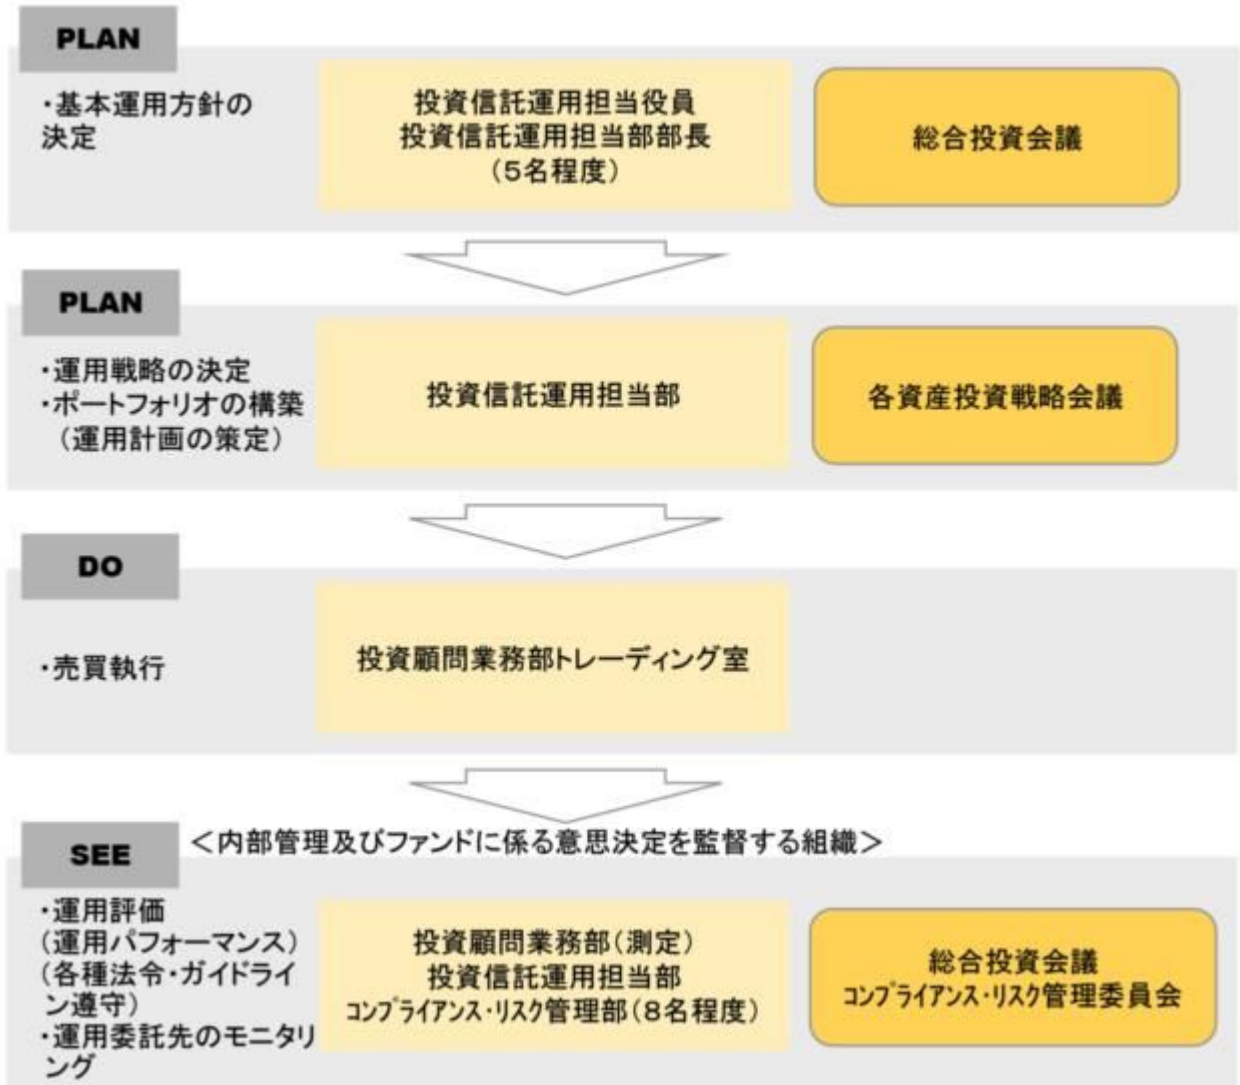 PLAN
・基本運用方針の
決定
投資信託運用担当役員
投資信託運用担当部部長
(5名程度)
総合投資会議
PLAN
・運用戦略の決定
・ポートフォリオの構築
(運用計画の策定)
投資信託運用担当部
各資産投資戦略会議
DO
・売買執行
投資顧問業務部トレーディング室
SEE
＜内部管理及びファンドに係る意思決定を監督する組織＞
・運用評価
(運用パフォーマンス)
(各種法令・ガイドライ
ン遵守)
・運用委託先のモニタリ
ング
投資顧問業務部(測定)
投資信託運用担当部
コンプライアンス・リスク管理部(8名程度)
総合投資会議
コンプライアンス・リスク管理委員会